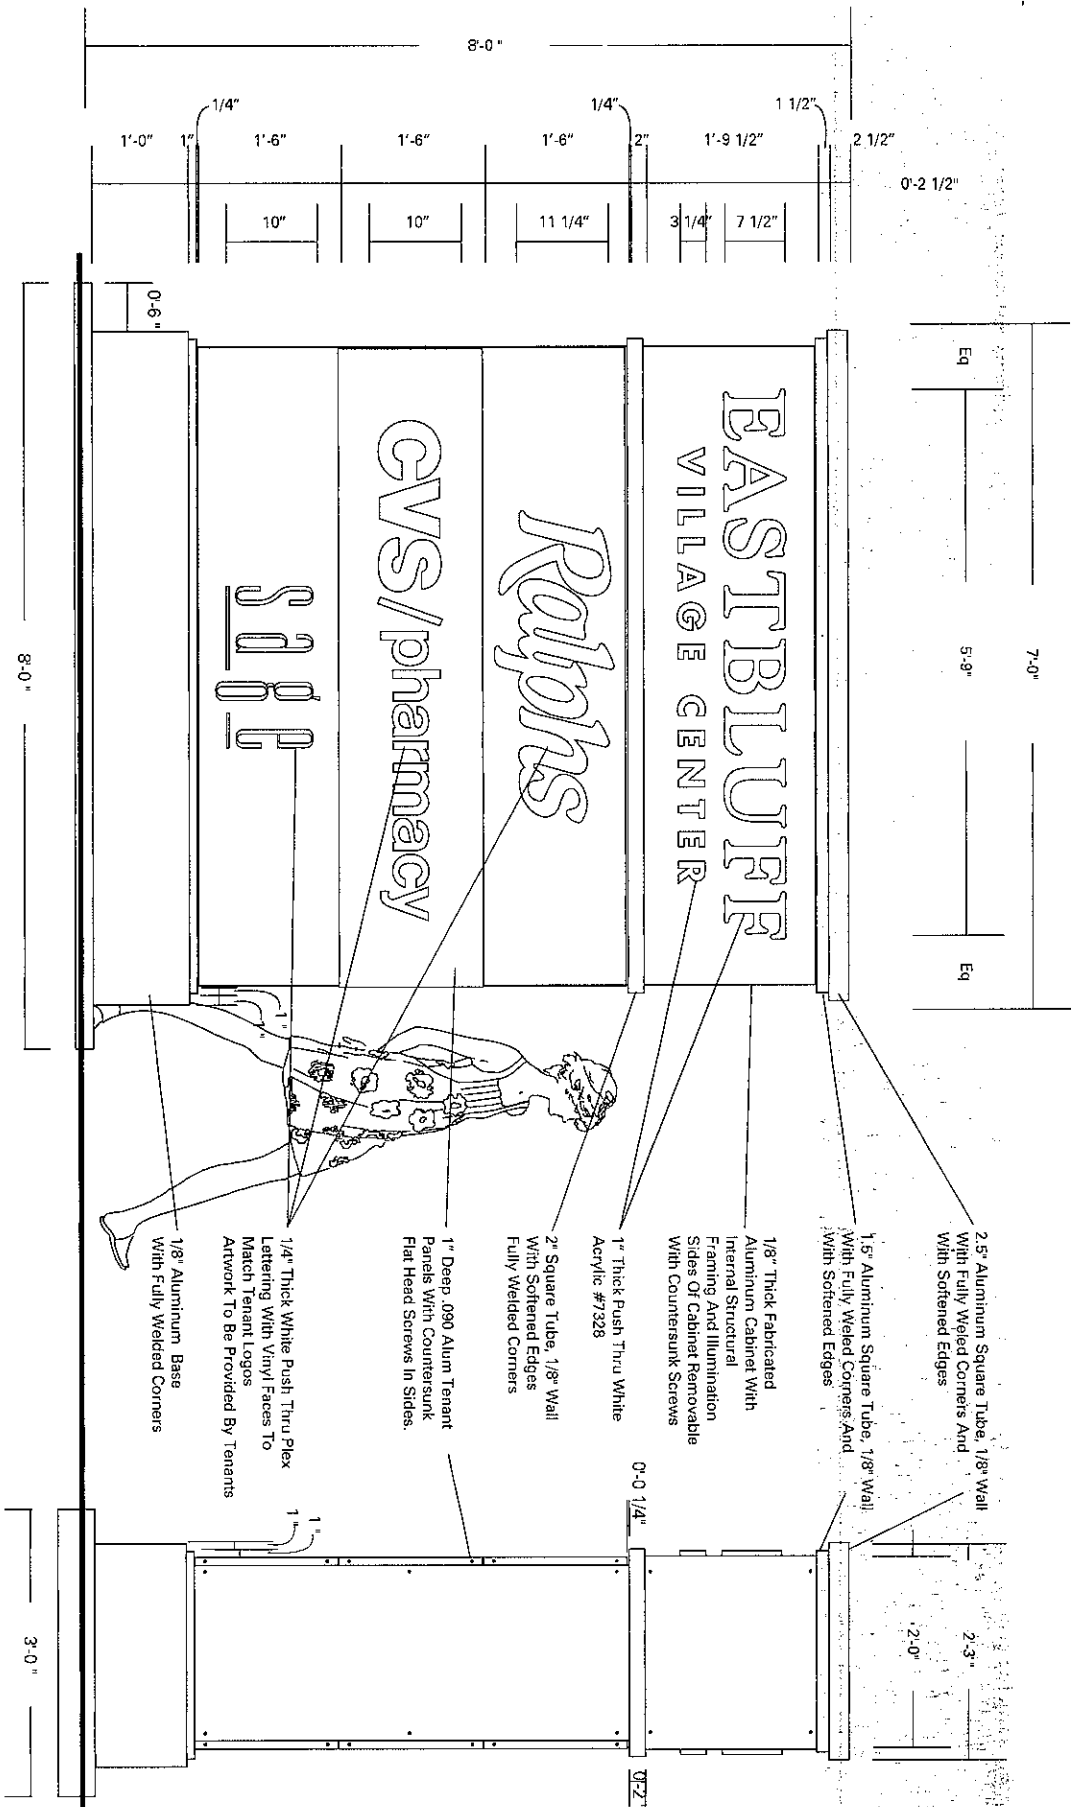 8'-0"
1/4"
1/4"
1 1/2"
1'-0"
1"
1'-6"
1'-6"
1'-6"
2"
1'-9 1/2"
2 1/2"
0'-2 1/2"
10"
10"
11 1/4"
3 1/4"
7 1/2"
7'-0"
Eq
5'-9"
Eq
0'-6"
8'-0"
EASTBLUFF
VILLAGE CENTER
Ralphs
CVS/pharmacy
sage
1"
1"
2.5" Aluminum Square Tube, 1/8" Wall
With Fully Weled Corners And
With Softened Edges
1.5" Aluminum Square Tube, 1/8" Wall
With Fully Weled Corners And
With Softened Edges
1/8" Thick Fabricated
Aluminum Cabinet With
Internal Structural
Framing And Illumination
Sides Of Cabinet Removable
With Countersunk Screws
1" Thick Push Thru White
Acrylic #7328
2" Square Tube, 1/8" Wall
With Softened Edges
Fully Welded Corners
1" Deep .090 Alum Tenant
Panels With Countersunk
Flat Head Screws In Sides.
1/4" Thick White Push Thru Plex
Lettering With Vinyl Faces To
Match Tenant Logos
Artwork To Be Provided By Tenants
1/8" Aluminum Base
With Fully Welded Corners
2'-3"
2'-0"
0'-0 1/4"
0'-2"
1"
1"
3'-0"